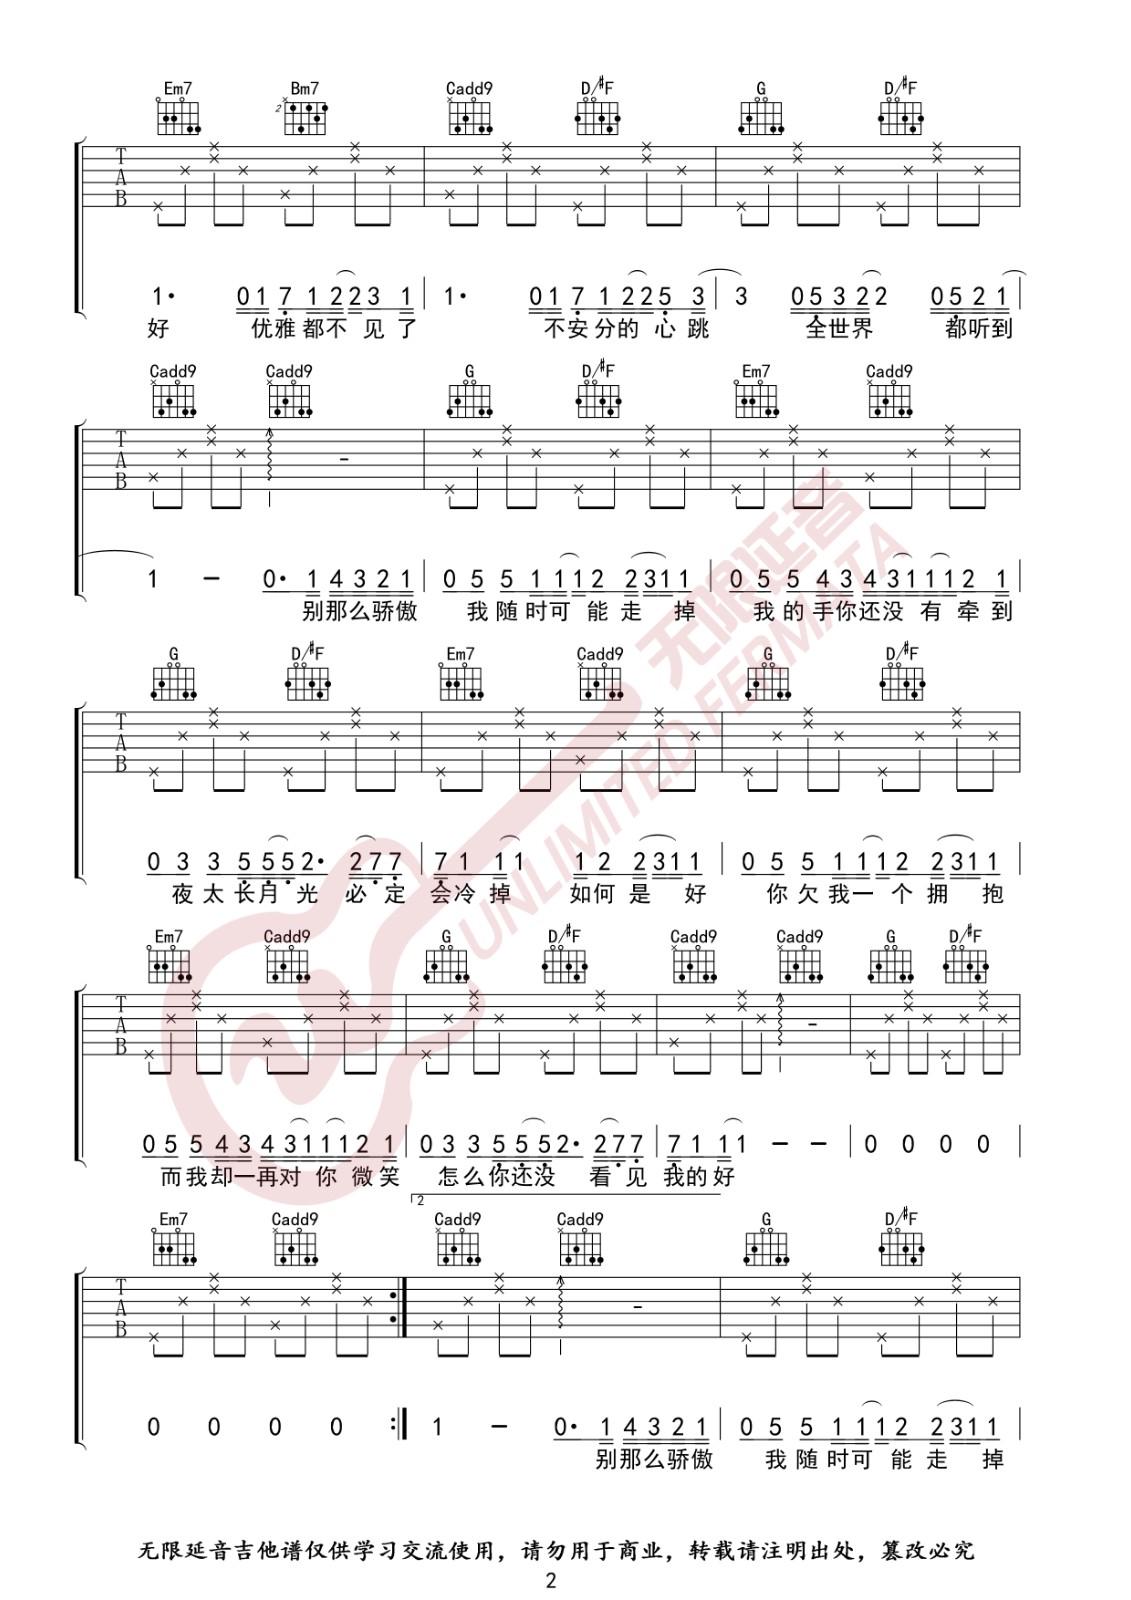 Em7 Bm7 Cadd9 D/#F G D/#F
2
T
A
B
1· 0 1 7 1 2 2 3 1 1· 0 1 7 1 2 2 5 3 3 0 5 3 2 2 0 5 2 1
好 优雅都不 见了 不安分的 心 跳 全世界 都听到
Cadd9 Cadd9 G D/#F Em7 Cadd9
T
A
B
1 - 0· 1 4 3 2 1 0 5 5 1 1 1 2 2 3 1 1 0 5 5 4 3 4 3 1 1 1 2 1
别那么骄傲 我随时可 能 走 掉 我的手你还没 有 牵到
G D/#F Em7 Cadd9 G D/#F
T
A
B
0 3 3 5 5 5 2· 2 7 7 7 1 1 1 1 2 2 3 1 1 0 5 5 1 1 1 2 2 3 1 1
夜太长月 光 必 定 会冷 掉 如何 是 好 你欠我一 个 拥 抱
Em7 Cadd9 G D/#F Cadd9 Cadd9 G D/#F
T
A
B
0 5 5 4 3 4 3 1 1 1 2 1 0 3 3 5 5 5 2· 2 7 7 7 1 1 1 - - 0 0 0 0
而我却一再对 你 微笑 怎么你还没 看 见 我的好
2
Em7 Cadd9 Cadd9 Cadd9 G D/#F
T
A
B
0 0 0 0 1 - 0· 1 4 3 2 1 0 5 5 1 1 1 2 2 3 1 1
别那么骄傲 我随时可 能 走 掉
无限延音
UNLIMITED FERMATA
无限延音吉他谱仅供学习交流使用，请勿用于商业，转载请注明出处，篡改必究
2